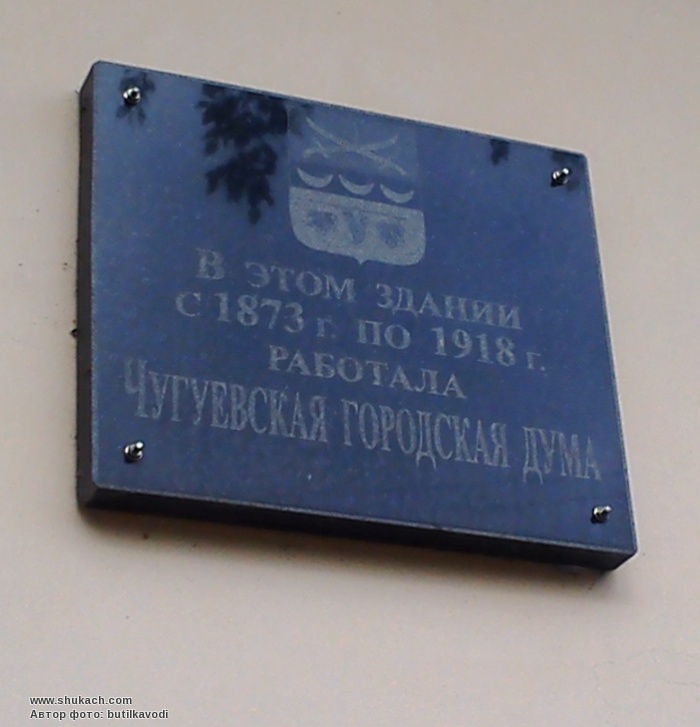 В ЭТОМ ЗДАНИИ
С 1873 г. ПО 1918 г.
РАБОТАЛА
ЧУГУЕВСКАЯ ГОРОДСКАЯ ДУМА
www.shukach.com
Автор фото: butilkavodi